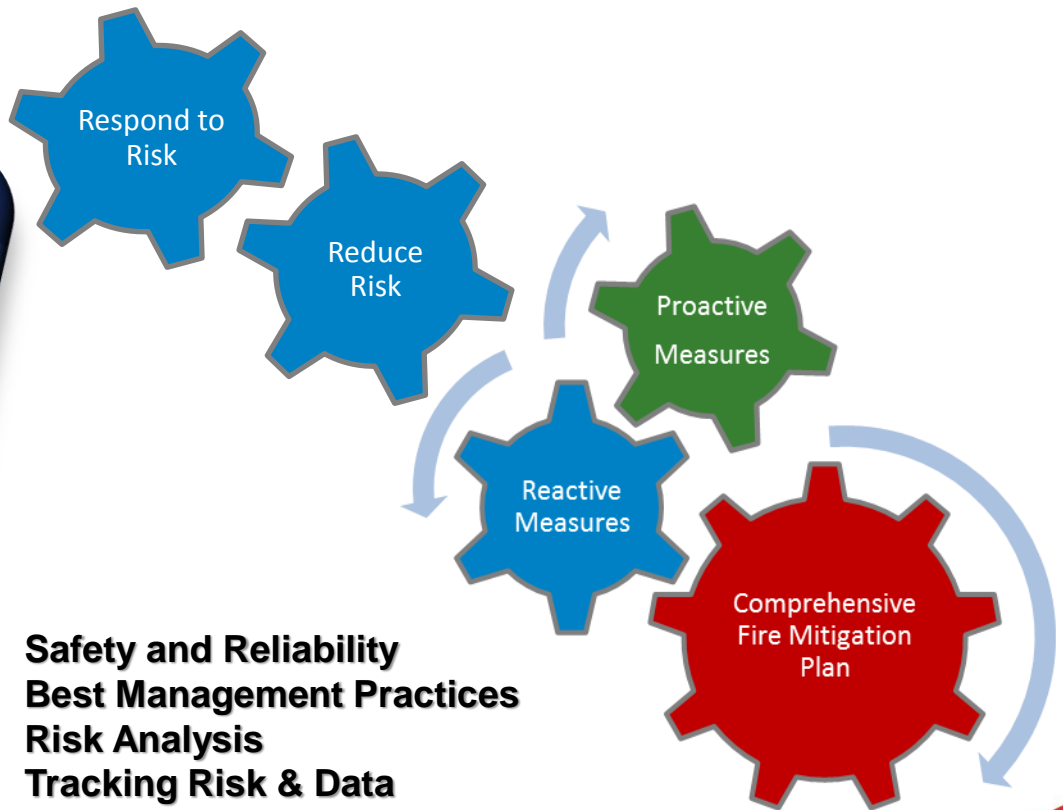 Respond to
Risk
Reduce
Risk
Proactive
Measures
Reactive
Measures
Comprehensive
Fire Mitigation
Plan
Safety and Reliability
Best Management Practices
Risk Analysis
Tracking Risk & Data